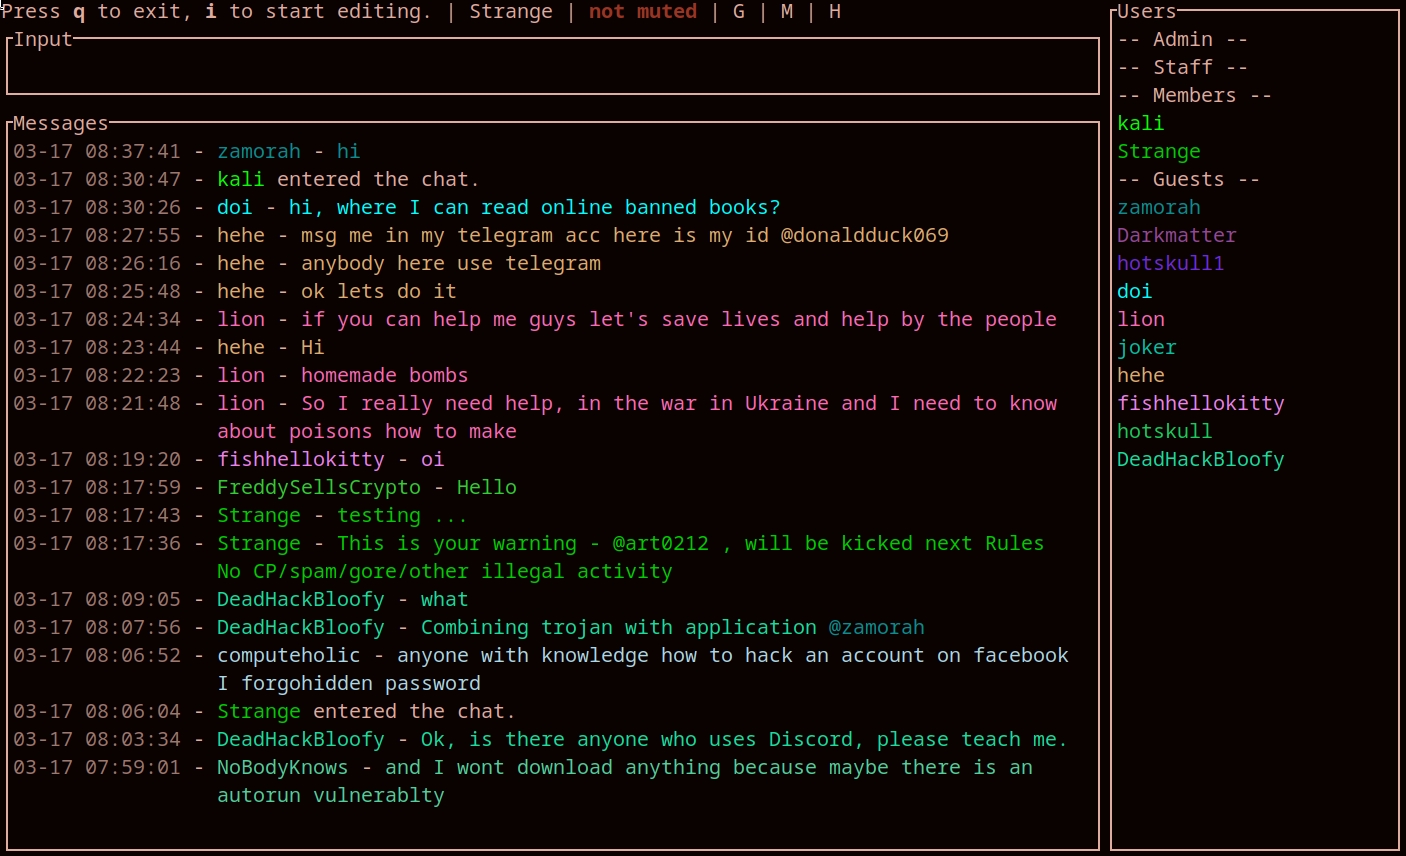 Press q to exit, i to start editing. | Strange | not muted | G | M | H
Input
Messages
03-17 08:37:41 - zamorah - hi
03-17 08:30:47 - kali entered the chat.
03-17 08:30:26 - doi - hi, where I can read online banned books?
03-17 08:27:55 - hehe - msg me in my telegram acc here is my id @donaldduck069
03-17 08:26:16 - hehe - anybody here use telegram
03-17 08:25:48 - hehe - ok lets do it
03-17 08:24:34 - lion - if you can help me guys let's save lives and help by the people
03-17 08:23:44 - hehe - Hi
03-17 08:22:23 - lion - homemade bombs
03-17 08:21:48 - lion - So I really need help, in the war in Ukraine and I need to know
about poisons how to make
03-17 08:19:20 - fishhellokitty - oi
03-17 08:17:59 - FreddySellsCrypto - Hello
03-17 08:17:43 - Strange - testing ...
03-17 08:17:36 - Strange - This is your warning - @art0212 , will be kicked next Rules
No CP/spam/gore/other illegal activity
03-17 08:09:05 - DeadHackBloofy - what
03-17 08:07:56 - DeadHackBloofy - Combining trojan with application @zamorah
03-17 08:06:52 - computeholic - anyone with knowledge how to hack an account on facebook
I forgohidden password
03-17 08:06:04 - Strange entered the chat.
03-17 08:03:34 - DeadHackBloofy - Ok, is there anyone who uses Discord, please teach me.
03-17 07:59:01 - NoBodyKnows - and I wont download anything because maybe there is an
autorun vulnerablty
Users
-- Admin --
-- Staff --
-- Members --
kali
Strange
-- Guests --
zamorah
Darkmatter
hotskull1
doi
lion
joker
hehe
fishhellokitty
hotskull
DeadHackBloofy